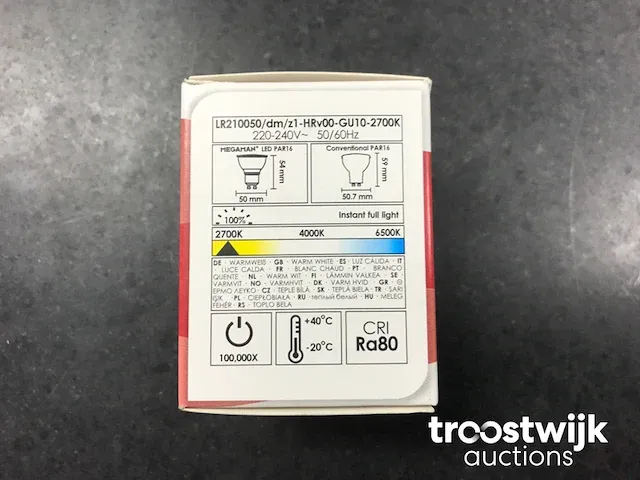 LR210050/dm/z1-HRv00-GU10-2700K
220-240V~ 50/60Hz
MEGAMAN® LED PAR16
Conventional PAR16
54 mm
59 mm
50 mm
50.7 mm
100%
Instant full light
2700K 4000K 6500K
DE · WARMWEIß · GB · WARM WHITE · ES · LUZ CÁLIDA · IT
· LUCE CALDA · FR · BLANC CHAUD · PT · BRANCO
QUENTE · NL · WARM WIT · FI · LÄMMIN VALKEA · SE ·
VARMVIT · NO · VARMHVIT · DK · VARM HVID · GR ·
ΘΕΡΜΟ ΛΕΥΚΟ · CZ · TEPLE BÍLÁ · SK · TEPLÁ BIELA · TR · SARI
IŞIK · PL · CIEPŁOBIAŁA · RU · теплый белый · HU · MELEG
FEHÉR · RS · TOPLO BELA
100,000X
+40°C
-20°C
CRI
Ra80
troostwijk
auctions